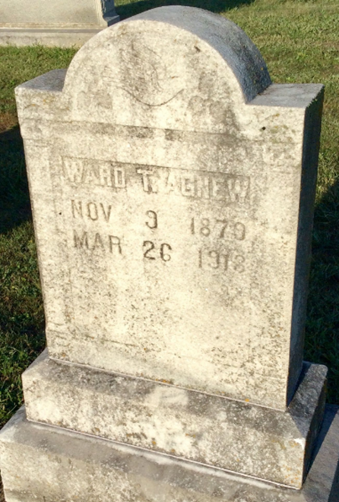 WARD T. AGNEW
NOV 9 1879
MAR 26 1913